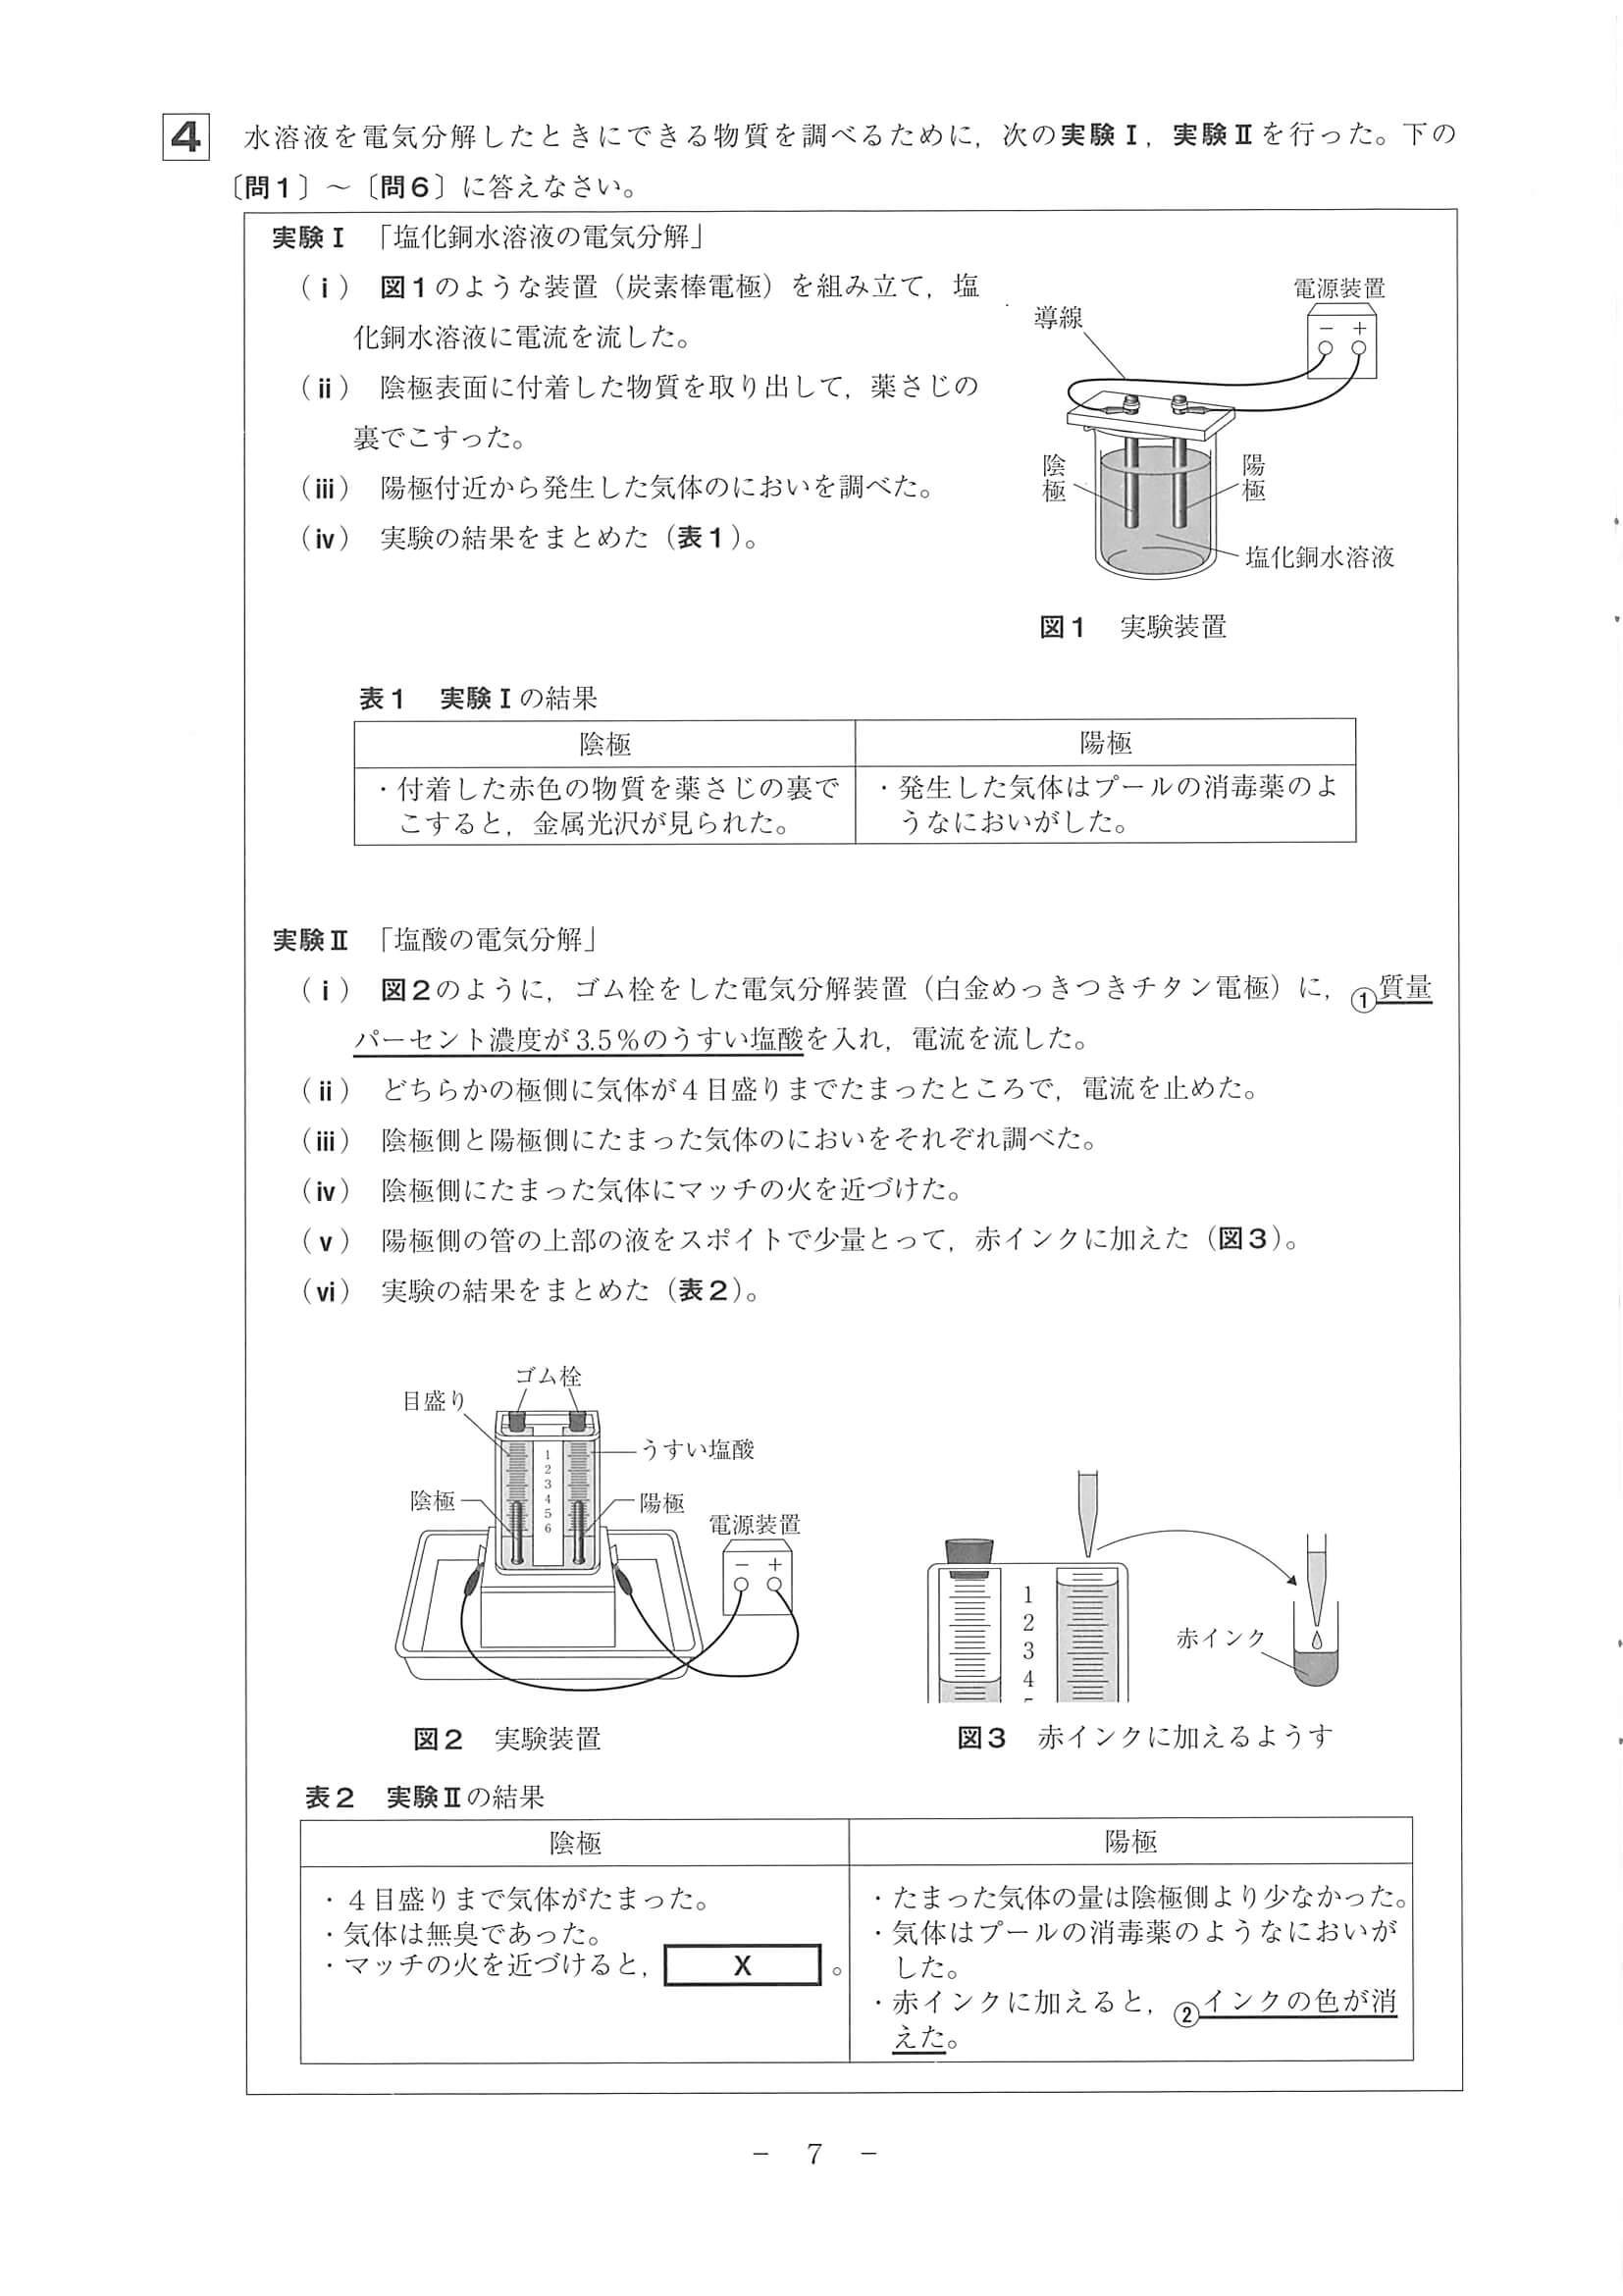 4 水溶液を電気分解したときにできる物質を調べるために，次の実験Ⅰ，実験Ⅱを行った。下の
〔問1〕～〔問6〕に答えなさい。
実験Ⅰ 「塩化銅水溶液の電気分解」
（ⅰ） 図1のような装置（炭素棒電極）を組み立て，塩
化銅水溶液に電流を流した。
（ⅱ） 陰極表面に付着した物質を取り出して，薬さじの
裏でこすった。
（ⅲ） 陽極付近から発生した気体のにおいを調べた。
（ⅳ） 実験の結果をまとめた（表1）。
電源装置
導線
－ ＋
陰極
陽極
塩化銅水溶液
図1 実験装置
表1 実験Ⅰの結果
陰極 陽極
・付着した赤色の物質を薬さじの裏で
こすると，金属光沢が見られた。
・発生した気体はプールの消毒薬のよ
うなにおいがした。
実験Ⅱ 「塩酸の電気分解」
（ⅰ） 図2のように，ゴム栓をした電気分解装置（白金めっきつきチタン電極）に，①質量
パーセント濃度が3.5％のうすい塩酸を入れ，電流を流した。
（ⅱ） どちらかの極側に気体が4目盛りまでたまったところで，電流を止めた。
（ⅲ） 陰極側と陽極側にたまった気体のにおいをそれぞれ調べた。
（ⅳ） 陰極側にたまった気体にマッチの火を近づけた。
（ⅴ） 陽極側の管の上部の液をスポイトで少量とって，赤インクに加えた（図3）。
（ⅵ） 実験の結果をまとめた（表2）。
ゴム栓
目盛り
うすい塩酸
1
2
3
4
5
6
陰極
陽極
電源装置
－ ＋
図2 実験装置
1
2
3
4
赤インク
図3 赤インクに加えるようす
表2 実験Ⅱの結果
陰極 陽極
・4目盛りまで気体がたまった。
・気体は無臭であった。
・マッチの火を近づけると， X 。
・たまった気体の量は陰極側より少なかった。
・気体はプールの消毒薬のようなにおいが
した。
・赤インクに加えると，②インクの色が消
えた。
－ 7 －